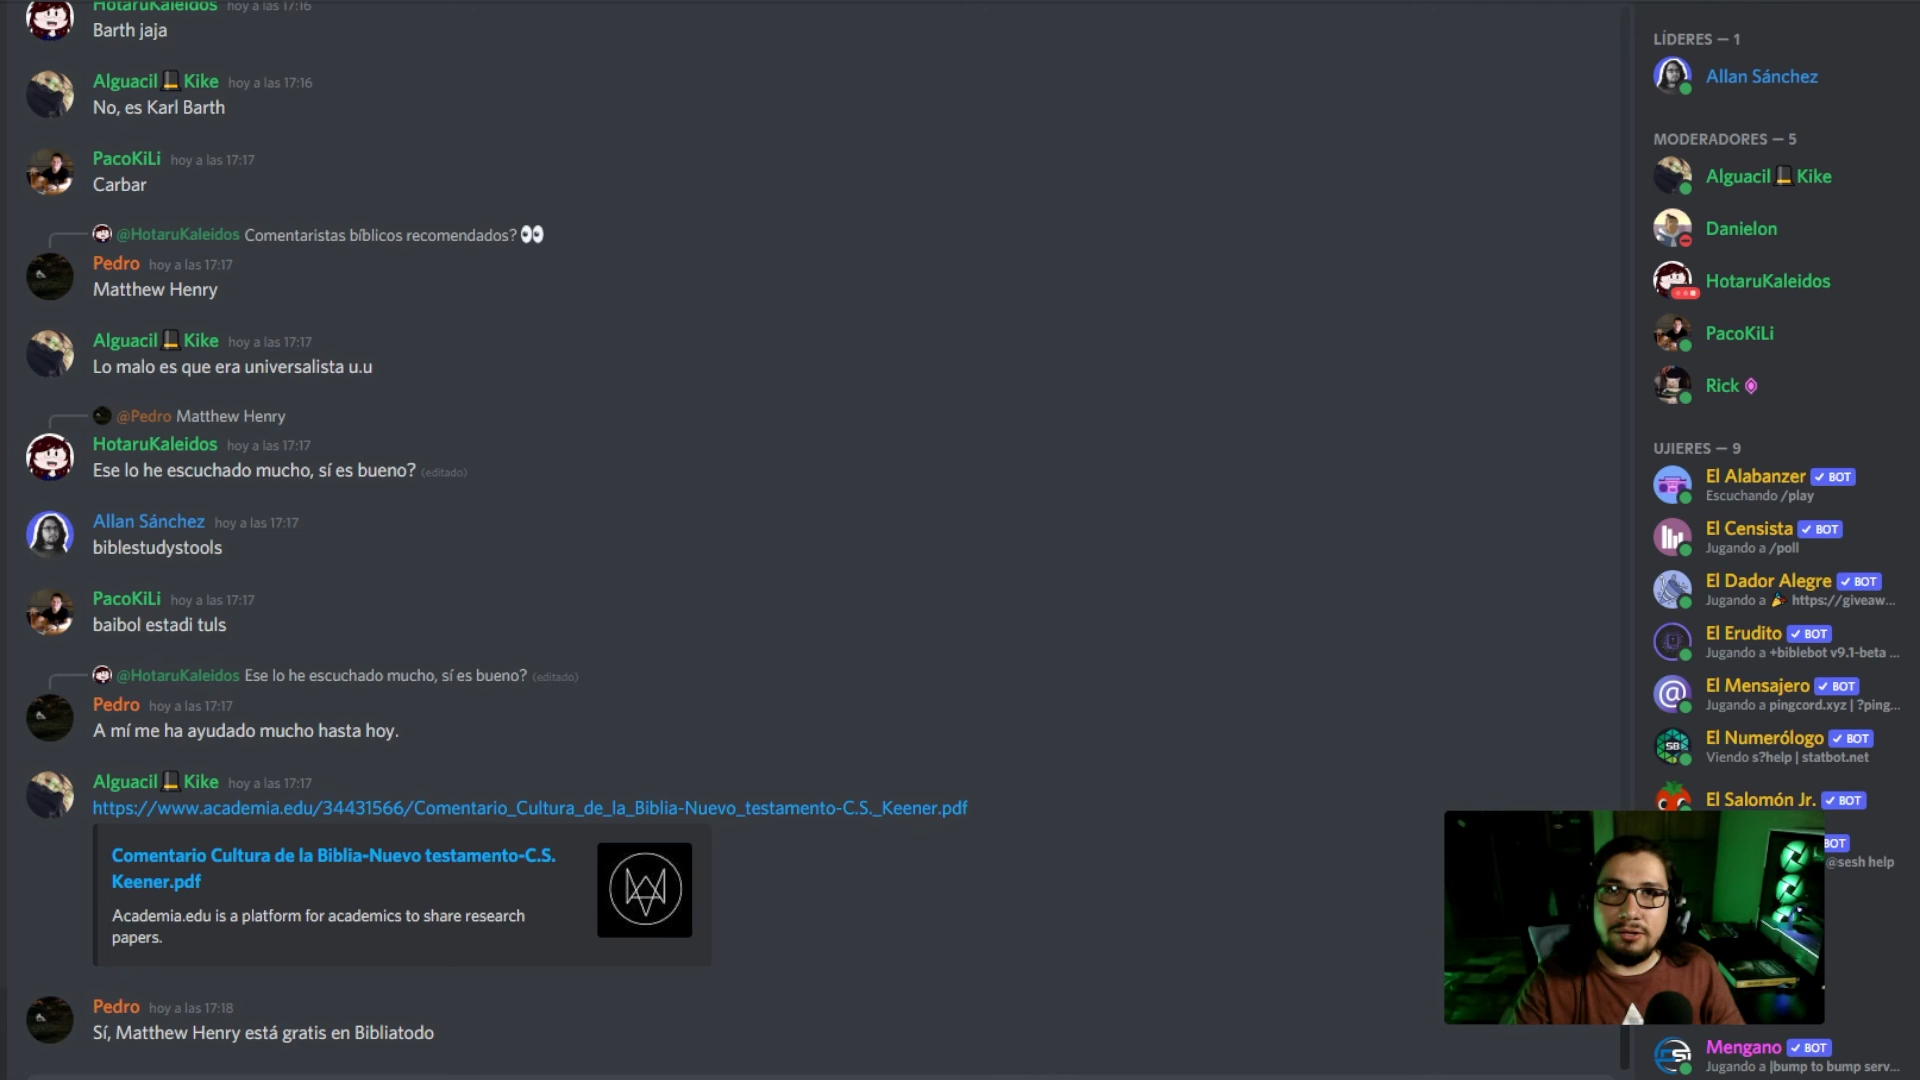 HotaruKaleidos hoy a las 17:16
Barth jaja
Alguacil Kike hoy a las 17:16
No, es Karl Barth
PacoKiLi hoy a las 17:17
Carbar
@HotaruKaleidos Comentaristas bíblicos recomendados? 👀
Pedro hoy a las 17:17
Matthew Henry
Alguacil Kike hoy a las 17:17
Lo malo es que era universalista u.u
@Pedro Matthew Henry
HotaruKaleidos hoy a las 17:17
Ese lo he escuchado mucho, sí es bueno? (editado)
Allan Sánchez hoy a las 17:17
biblestudystools
PacoKiLi hoy a las 17:17
baibol estadi tuls
@HotaruKaleidos Ese lo he escuchado mucho, sí es bueno? (editado)
Pedro hoy a las 17:17
A mí me ha ayudado mucho hasta hoy.
Alguacil Kike hoy a las 17:17
https://www.academia.edu/34431566/Comentario_Cultura_de_la_Biblia-Nuevo_testamento-C.S._Keener.pdf
Comentario Cultura de la Biblia-Nuevo testamento-C.S.
Keener.pdf
Academia.edu is a platform for academics to share research
papers.
Pedro hoy a las 17:18
Sí, Matthew Henry está gratis en Bibliatodo
LÍDERES — 1
Allan Sánchez
MODERADORES — 5
Alguacil Kike
Danielon
HotaruKaleidos
PacoKiLi
Rick
UJIERES — 9
El Alabanzer BOT
Escuchando /play
El Censista BOT
Jugando a /poll
El Dador Alegre BOT
Jugando a 🎉 https://giveaw...
El Erudito BOT
Jugando a +biblebot v9.1-beta ...
El Mensajero BOT
Jugando a pingcord.xyz | ?ping...
SB
El Numerólogo BOT
Viendo s?help | statbot.net
El Salomón Jr. BOT
BOT
@sesh help
Mengano BOT
Jugando a |bump to bump serv...